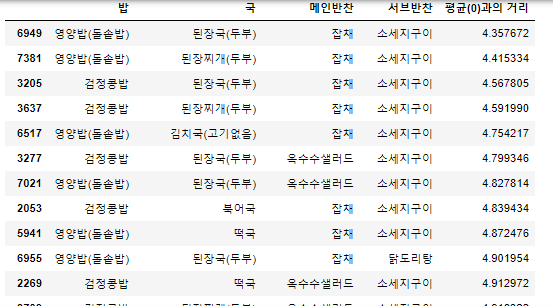 밥 국 메인반찬 서브반찬 평균(0)과의 거리
6949 영양밥(돌솥밥) 된장국(두부) 잡채 소세지구이 4.357672
7381 영양밥(돌솥밥) 된장찌개(두부) 잡채 소세지구이 4.415334
3205 검정콩밥 된장국(두부) 잡채 소세지구이 4.567805
3637 검정콩밥 된장찌개(두부) 잡채 소세지구이 4.591990
6517 영양밥(돌솥밥) 김치국(고기없음) 잡채 소세지구이 4.754217
3277 검정콩밥 된장국(두부) 옥수수샐러드 소세지구이 4.799346
7021 영양밥(돌솥밥) 된장국(두부) 옥수수샐러드 소세지구이 4.827814
2053 검정콩밥 북어국 잡채 소세지구이 4.839434
5941 영양밥(돌솥밥) 떡국 잡채 소세지구이 4.872476
6955 영양밥(돌솥밥) 된장국(두부) 잡채 닭도리탕 4.901954
2269 검정콩밥 떡국 옥수수샐러드 소세지구이 4.912972